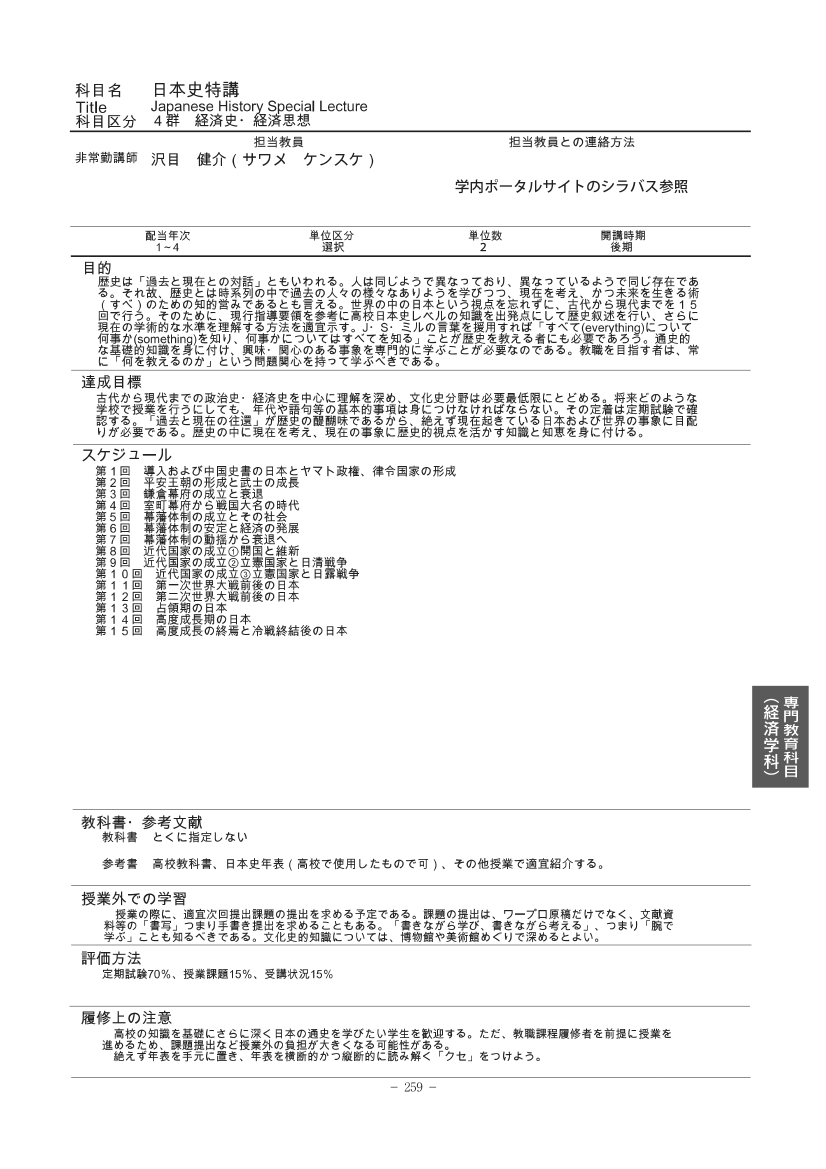 科目名　日本史特講
Title　Japanese History Special Lecture
科目区分　４群　経済史・経済思想
担当教員　担当教員との連絡方法
非常勤講師　沢目　健介（サワメ　ケンスケ）
学内ポータルサイトのシラバス参照
配当年次　単位区分　単位数　開講時期
1～4　選択　2　後期
目的
歴史は「過去と現在との対話」ともいわれる。人は同じようで異なっており、異なっているようで同じ存在であ
る。それ故、歴史とは時系列の中で過去の人々の様々なありようを学びつつ、現在を考え、かつ未来を生きる術
（すべ）のための知的営みであるとも言える。世界の中の日本という視点を忘れずに、古代から現代までを１５
回で行う。そのために、現行指導要領を参考に高校日本史レベルの知識を出発点にして歴史叙述を行い、さらに
現在の学術的な水準を理解する方法を適宜示す。J・S・ミルの言葉を援用すれば「すべて(everything)について
何事か(something)を知り、何事かについてはすべてを知る」ことが歴史を教える者にも必要であろう。通史的
な基礎的知識を身に付け、興味・関心のある事象を専門的に学ぶことが必要なのである。教職を目指す者は、常
に「何を教えるのか」という問題関心を持って学ぶべきである。
達成目標
古代から現代までの政治史・経済史を中心に理解を深め、文化史分野は必要最低限にとどめる。将来どのような
学校で授業を行うにしても、年代や語句等の基本的事項は身につけなければならない。その定着は定期試験で確
認する。「過去と現在の往還」が歴史の醍醐味であるから、絶えず現在起きている日本および世界の事象に目配
りが必要である。歴史の中に現在を考え、現在の事象に歴史的視点を活かす知識と知恵を身に付ける。
スケジュール
第１回　導入および中国史書の日本とヤマト政権、律令国家の形成
第２回　平安王朝の形成と武士の成長
第３回　鎌倉幕府の成立と衰退
第４回　室町幕府から戦国大名の時代
第５回　幕藩体制の成立とその社会
第６回　幕藩体制の安定と経済の発展
第７回　幕藩体制の動揺から衰退へ
第８回　近代国家の成立①開国と維新
第９回　近代国家の成立②立憲国家と日清戦争
第１０回　近代国家の成立③立憲国家と日露戦争
第１１回　第一次世界大戦前後の日本
第１２回　第二次世界大戦前後の日本
第１３回　占領期の日本
第１４回　高度成長期の日本
第１５回　高度成長の終焉と冷戦終結後の日本
専門教育科目
（経済学科）
教科書・参考文献
教科書　とくに指定しない
参考書　高校教科書、日本史年表（高校で使用したもので可）、その他授業で適宜紹介する。
授業外での学習
授業の際に、適宜次回提出課題の提出を求める予定である。課題の提出は、ワープロ原稿だけでなく、文献資
料等の「書写」つまり手書き提出を求めることもある。「書きながら学び、書きながら考える」、つまり「腕で
学ぶ」ことも知るべきである。文化史的知識については、博物館や美術館めぐりで深めるとよい。
評価方法
定期試験70％、授業課題15％、受講状況15％
履修上の注意
高校の知識を基礎にさらに深く日本の通史を学びたい学生を歓迎する。ただ、教職課程履修者を前提に授業を
進めるため、課題提出など授業外の負担が大きくなる可能性がある。
絶えず年表を手元に置き、年表を横断的かつ縦断的に読み解く「クセ」をつけよう。
－ 259 －